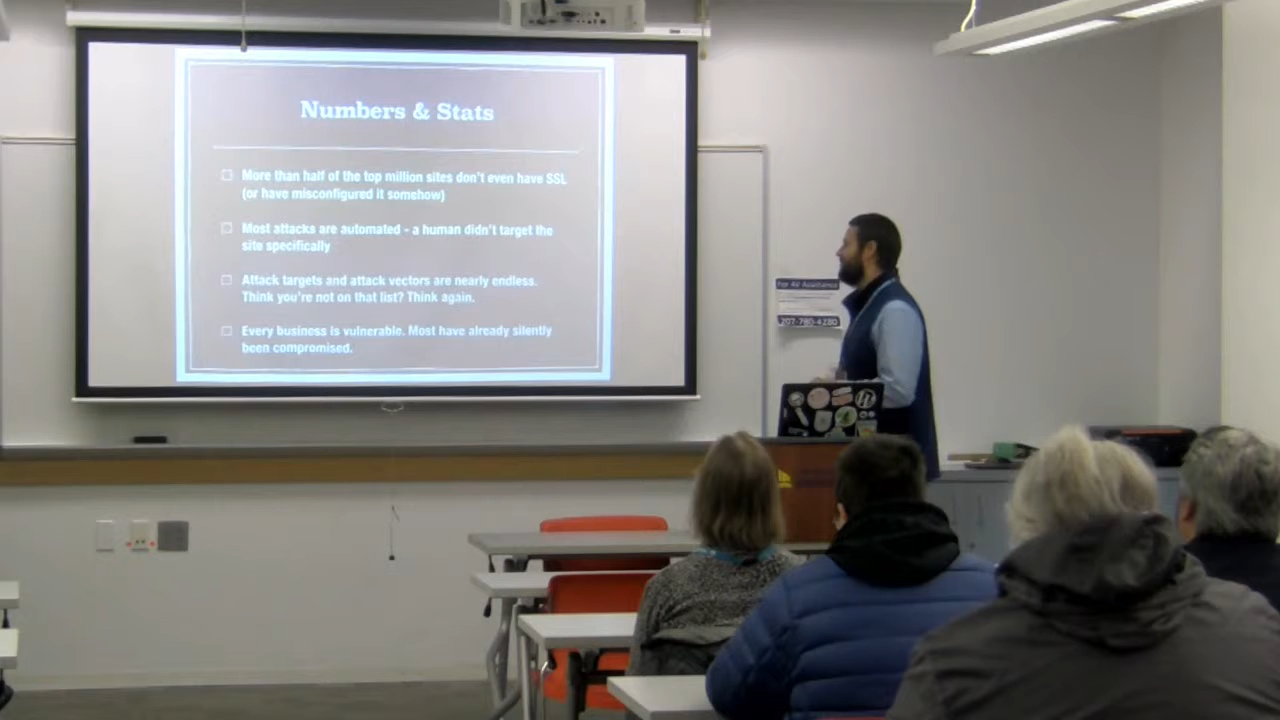 Numbers & Stats
More than half of the top million sites don't even have SSL
(or have misconfigured it somehow)
Most attacks are automated - a human didn't target the
site specifically
Attack targets and attack vectors are nearly endless.
Think you're not on that list? Think again.
Every business is vulnerable. Most have already silently
been compromised.
For AV Assistance
207-780-4280